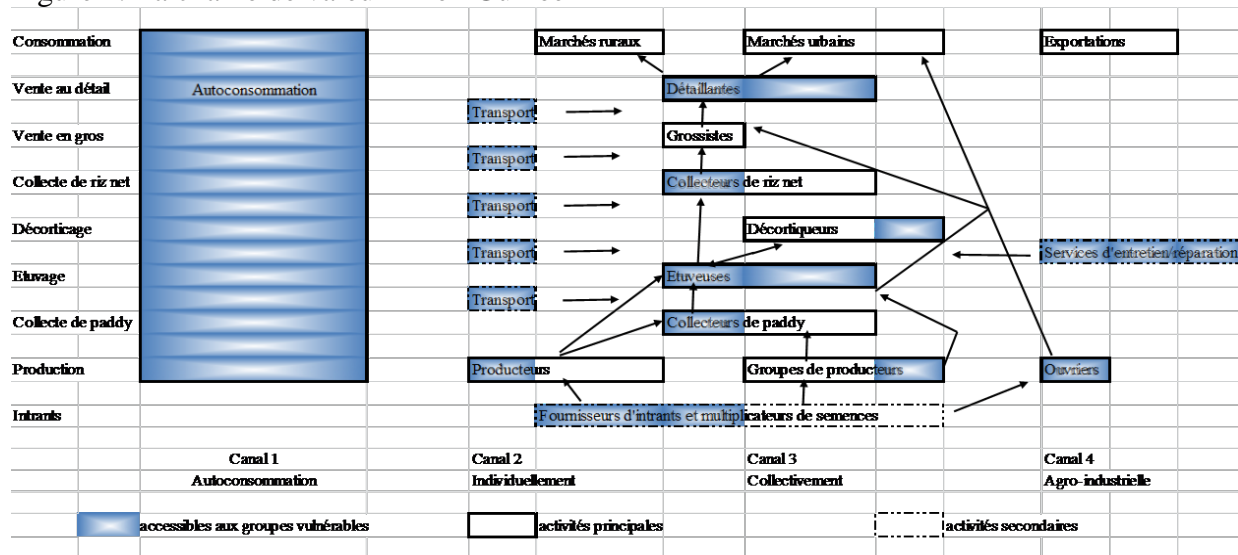 Consommation Marchés ruraux Marchés urbains Exportations
Vente au détail Autoconsommation Détaillantes
Transport
Vente en gros Grossistes
Transport
Collecte de riz net Collecteurs de riz net
Transport
Décorticage Décortiqueurs
Transport Services d'entretien/réparation
Etuvage Etuveuses
Transport
Collecte de paddy Collecteurs de paddy
Production Producteurs Groupes de producteurs Ouvriers
Intrants Fournisseurs d'intrants et multiplicateurs de semences
Canal 1 Canal 2 Canal 3 Canal 4
Autoconsommation Individuellement Collectivement Agro-industrielle
accessibles aux groupes vulnérables activités principales activités secondaires